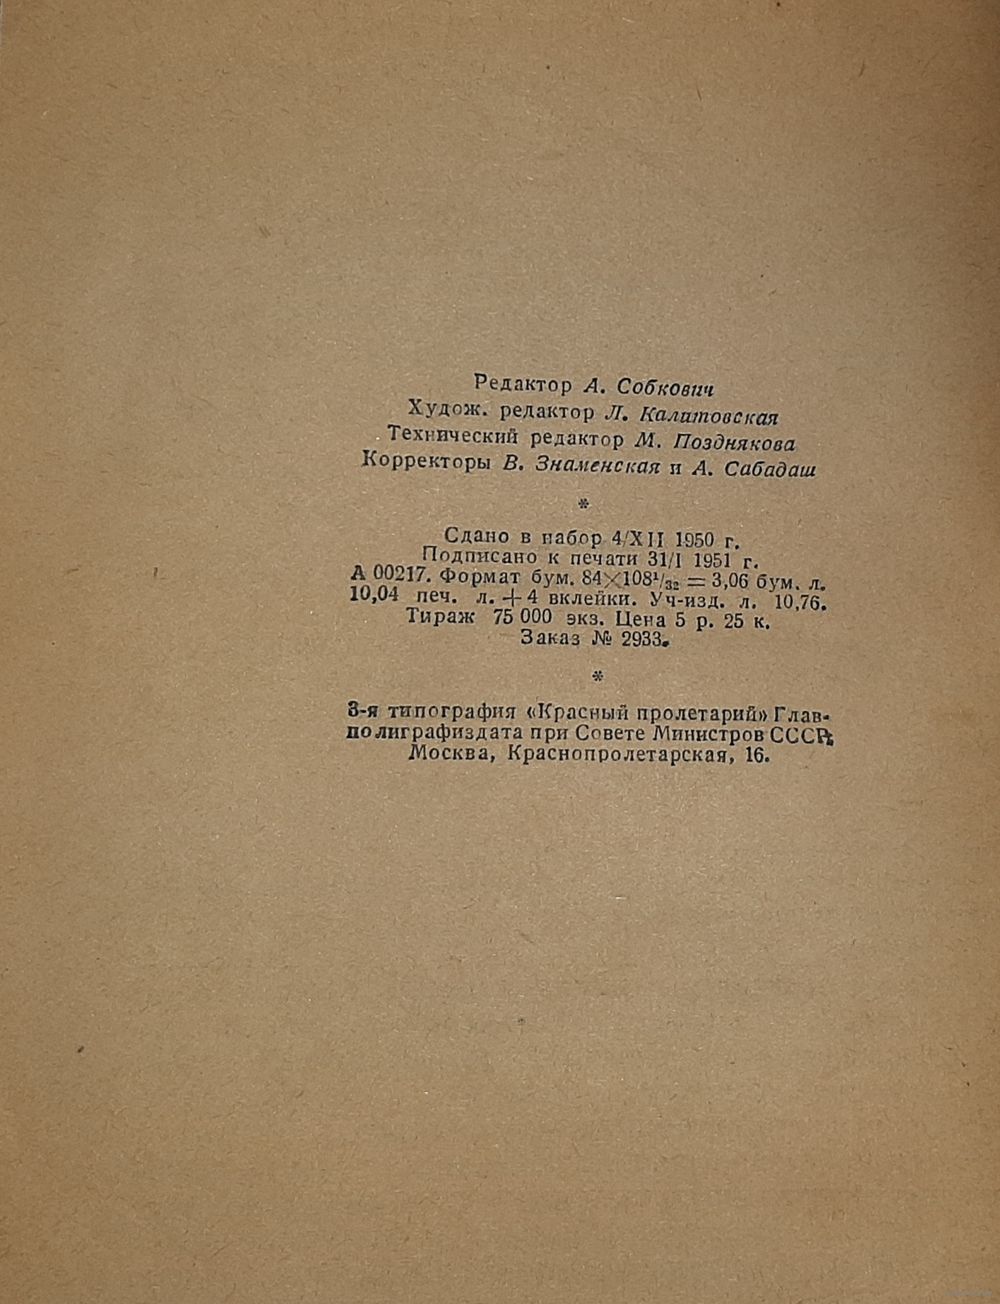 Редактор А. Собкович
Худож. редактор Л. Калитовская
Технический редактор М. Позднякова
Корректоры В. Знаменская и А. Сабадаш
*
Сдано в набор 4/XII 1950 г.
Подписано к печати 31/I 1951 г.
А 00217. Формат бум. 84×108¹/₃₂ = 3,06 бум. л.
10,04 печ. л. + 4 вклейки. Уч-изд. л. 10,76.
Тираж 75 000 экз. Цена 5 р. 25 к.
Заказ № 2933.
*
3-я типография «Красный пролетарий» Глав-
полиграфиздата при Совете Министров СССР.
Москва, Краснопролетарская, 16.